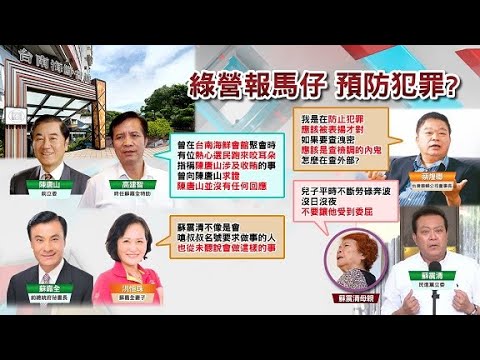 台南海鮮會館
綠營報馬仔 預防犯罪?
曾在台南海鮮會館聚會時
有位熱心選民跑來咬耳朵
指稱陳唐山涉及收賄的事
曾向陳唐山求證
陳唐山並沒有任何回應
我是在防止犯罪
應該被表揚才對
如果要查洩密
應該是查檢調的內鬼
怎麼在查外部?
陳唐山
前立委
高建智
時任蘇嘉全特助
兒子平時不斷勞碌奔波
沒日沒夜
不要讓他受到委屈
蘇震清不像是會
嗆叔叔名號要求做事的人
也從未聽說會做這樣的事
蘇嘉全
前總統府秘書長
洪恒珠
蘇嘉全妻子
蘇震清母親
蘇震清
民進黨立委